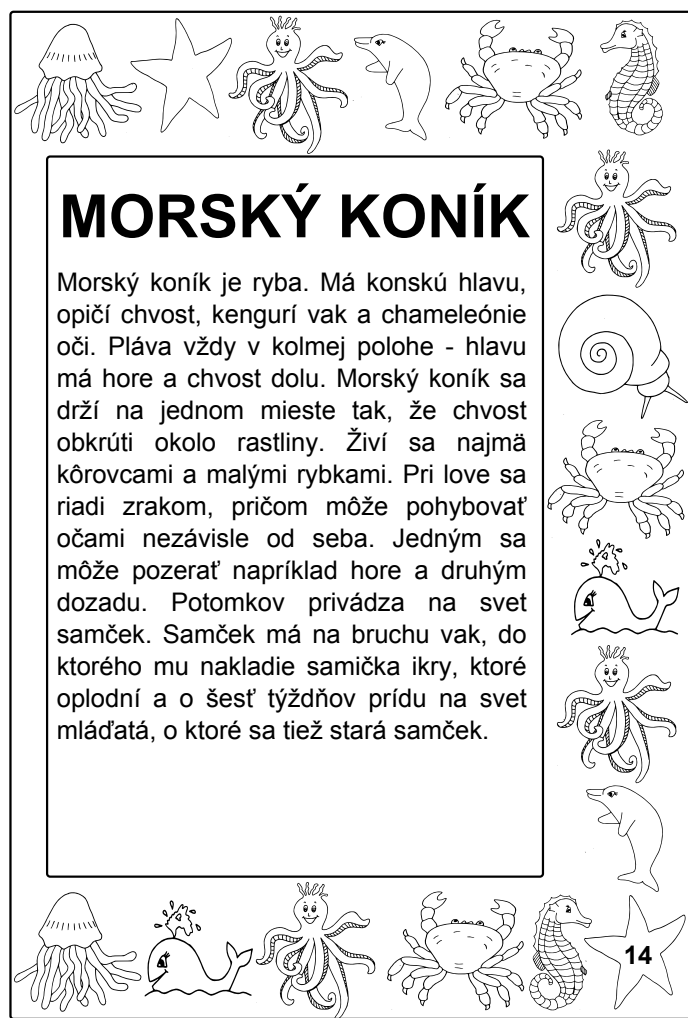 MORSKÝ KONÍK
Morský koník je ryba. Má konskú hlavu,
opičí chvost, kengurí vak a chameleónie
oči. Pláva vždy v kolmej polohe - hlavu
má hore a chvost dolu. Morský koník sa
drží na jednom mieste tak, že chvost
obkrúti okolo rastliny. Živí sa najmä
kôrovcami a malými rybkami. Pri love sa
riadi zrakom, pričom môže pohybovať
očami nezávisle od seba. Jedným sa
môže pozerať napríklad hore a druhým
dozadu. Potomkov privádza na svet
samček. Samček má na bruchu vak, do
ktorého mu nakladie samička ikry, ktoré
oplodní a o šesť týždňov prídu na svet
mláďatá, o ktoré sa tiež stará samček.
14